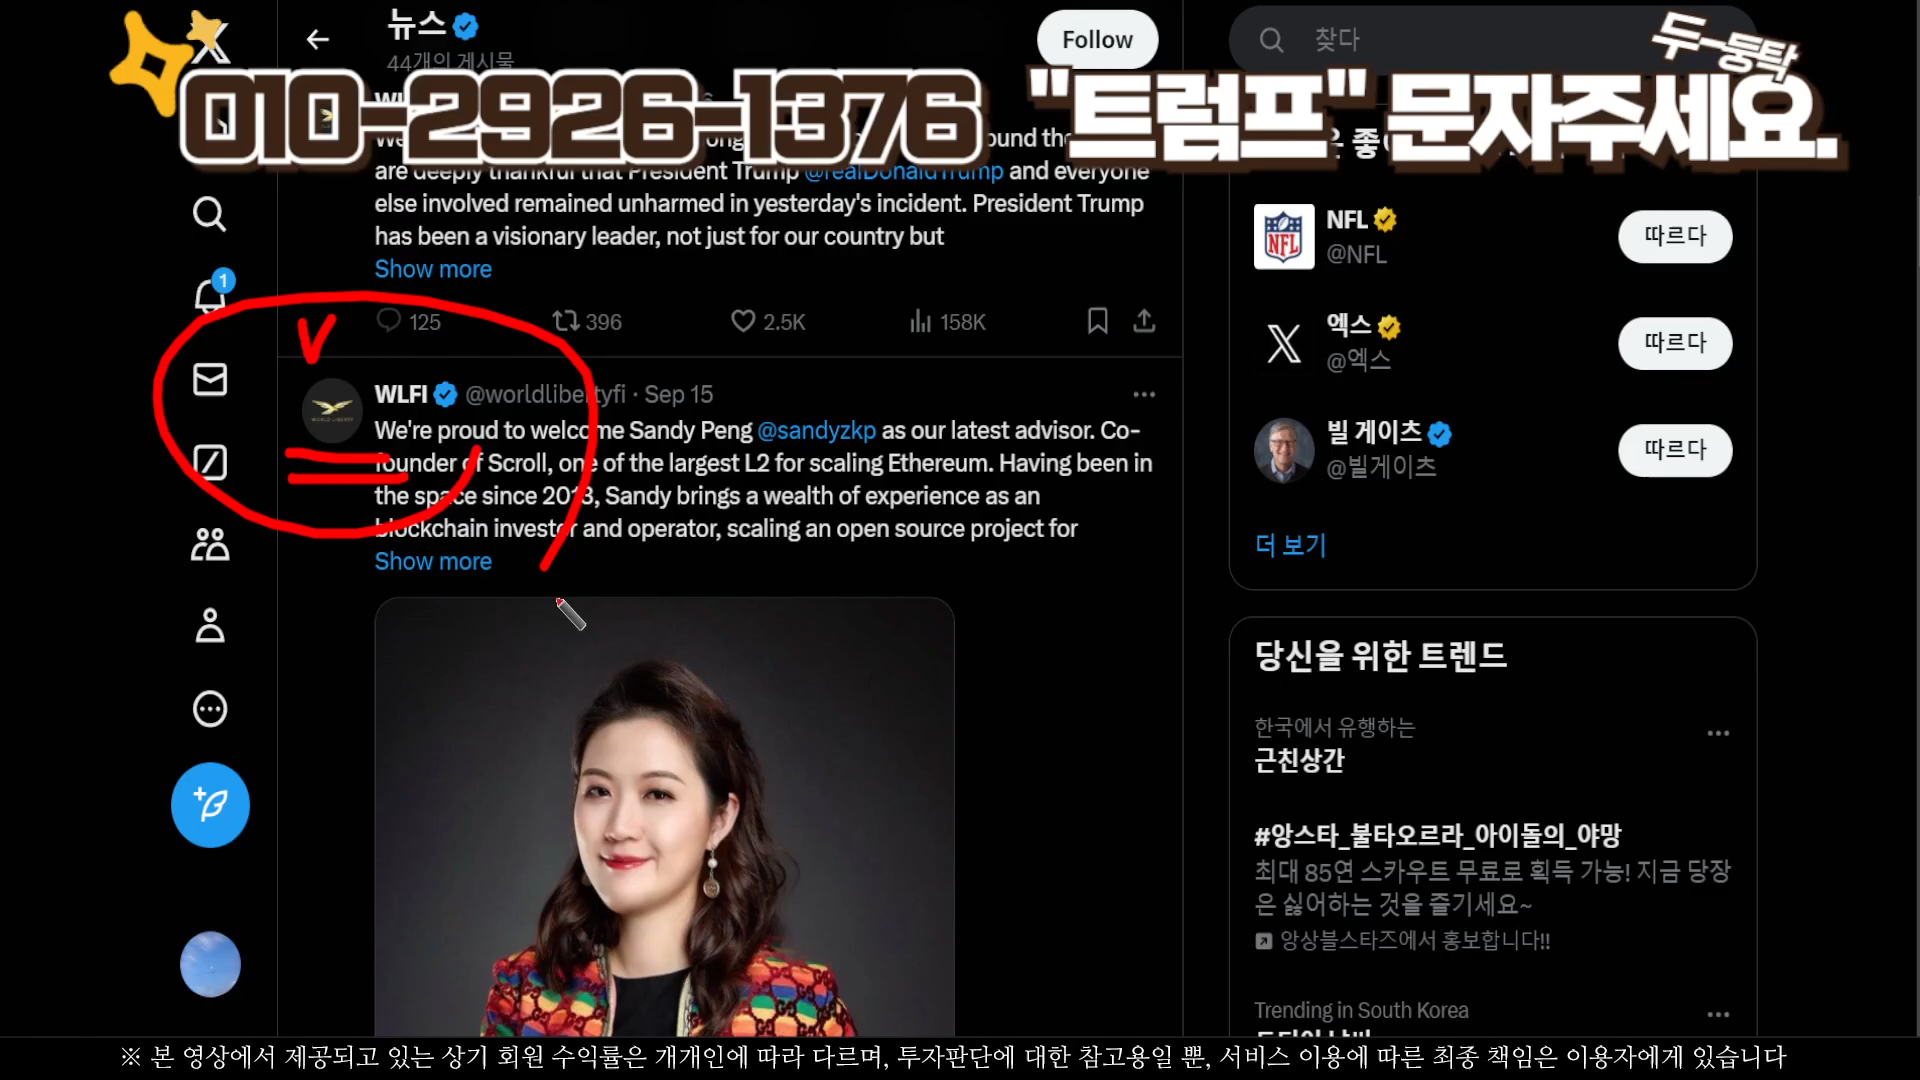 뉴스
44개의 게시물
Follow
찾다
두-둥탁
010-2926-1376 "트럼프" 문자주세요.
are deeply thankful that President Trump @realDonaldTrump and everyone
else involved remained unharmed in yesterday's incident. President Trump
has been a visionary leader, not just for our country but
Show more
125
396
2.5K
158K
1
WLFI @worldlibertyfi · Sep 15
We're proud to welcome Sandy Peng @sandyzkp as our latest advisor. Co-
founder of Scroll, one of the largest L2 for scaling Ethereum. Having been in
the space since 2013, Sandy brings a wealth of experience as an
blockchain investor and operator, scaling an open source project for
Show more
WORLD LIBERTY
NFL
NFL
@NFL
따르다
엑스
@엑스
따르다
빌 게이츠
@빌게이츠
따르다
더 보기
당신을 위한 트렌드
한국에서 유행하는
근친상간
#앙스타_불타오르라_아이돌의_야망
최대 85연 스카우트 무료로 획득 가능! 지금 당장
은 싫어하는 것을 즐기세요~
앙상블스타즈에서 홍보합니다!!
Trending in South Korea
※ 본 영상에서 제공되고 있는 상기 회원 수익률은 개개인에 따라 다르며, 투자판단에 대한 참고용일 뿐, 서비스 이용에 따른 최종 책임은 이용자에게 있습니다